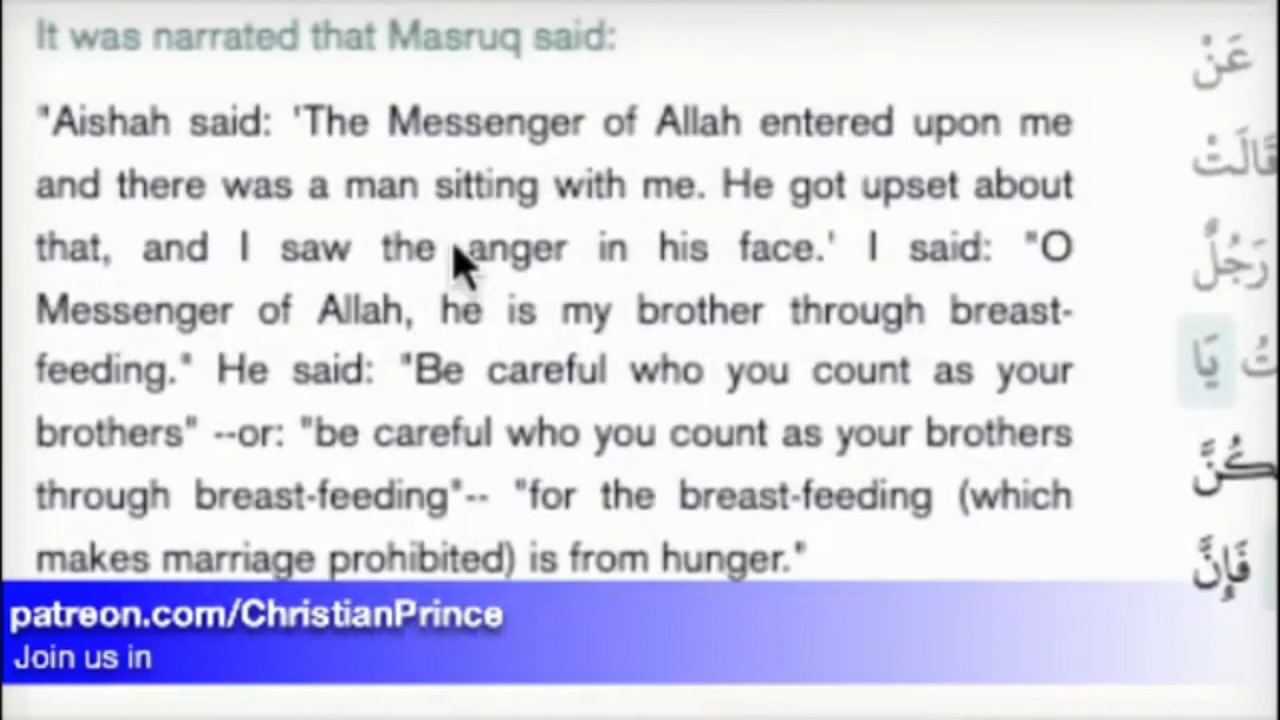 It was narrated that Masruq said:
"Aishah said: 'The Messenger of Allah entered upon me
and there was a man sitting with me. He got upset about
that, and I saw the anger in his face.' I said: "O
Messenger of Allah, he is my brother through breast-
feeding." He said: "Be careful who you count as your
brothers" --or: "be careful who you count as your brothers
through breast-feeding"-- "for the breast-feeding (which
makes marriage prohibited) is from hunger."
عَنْ
قَالَتْ
رَجُلٌ
يَا
فَإِنَّ
patreon.com/ChristianPrince
Join us in